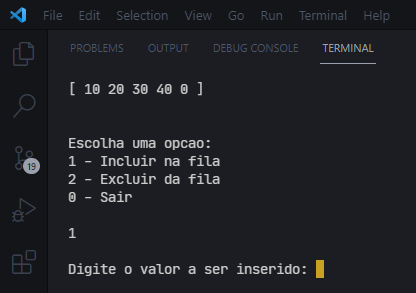 File Edit Selection View Go Run Terminal Help
PROBLEMS OUTPUT DEBUG CONSOLE TERMINAL
[ 10 20 30 40 0 ]
Escolha uma opcao:
1 - Incluir na fila
2 - Excluir da fila
0 - Sair
19
1
Digite o valor a ser inserido: